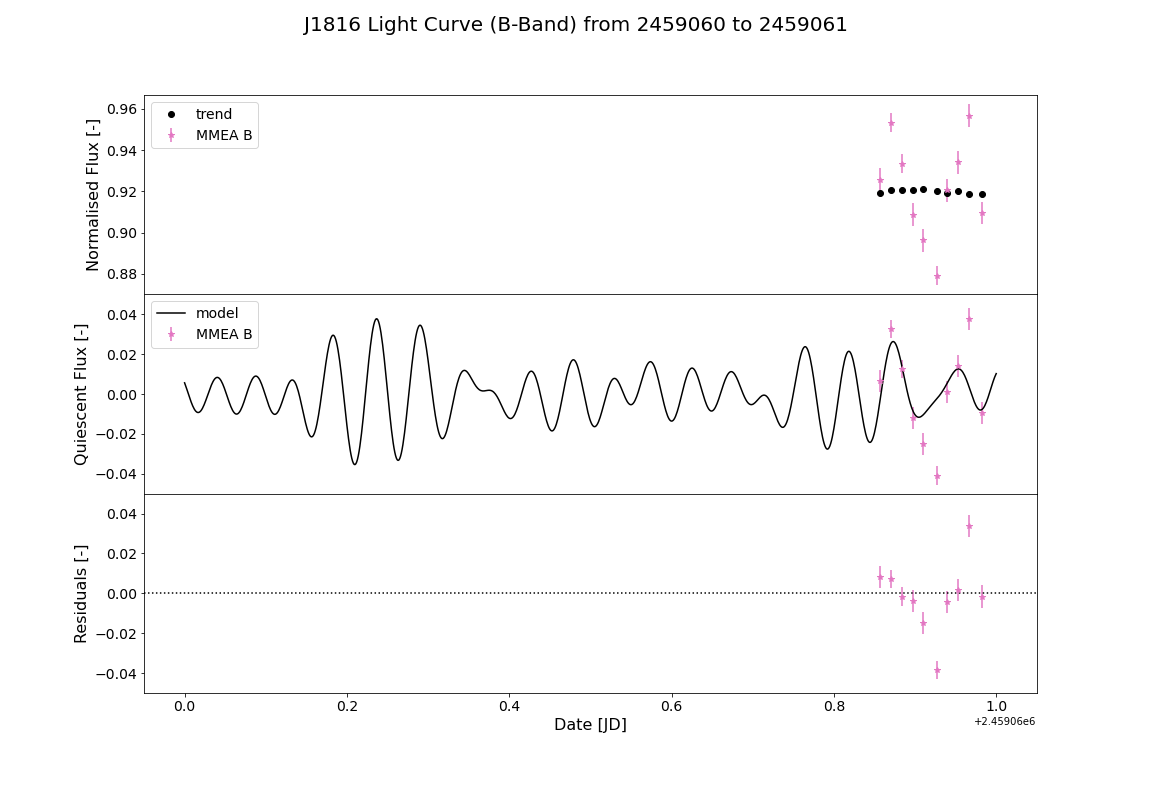 J1816 Light Curve (B-Band) from 2459060 to 2459061
trend
MMEA B
Normalised Flux [-]
0.96
0.94
0.92
0.90
0.88
model
MMEA B
Quiescent Flux [-]
0.04
0.02
0.00
−0.02
−0.04
Residuals [-]
0.04
0.02
0.00
−0.02
−0.04
0.0 0.2 0.4 0.6 0.8 1.0
Date [JD]
+2.45906e6